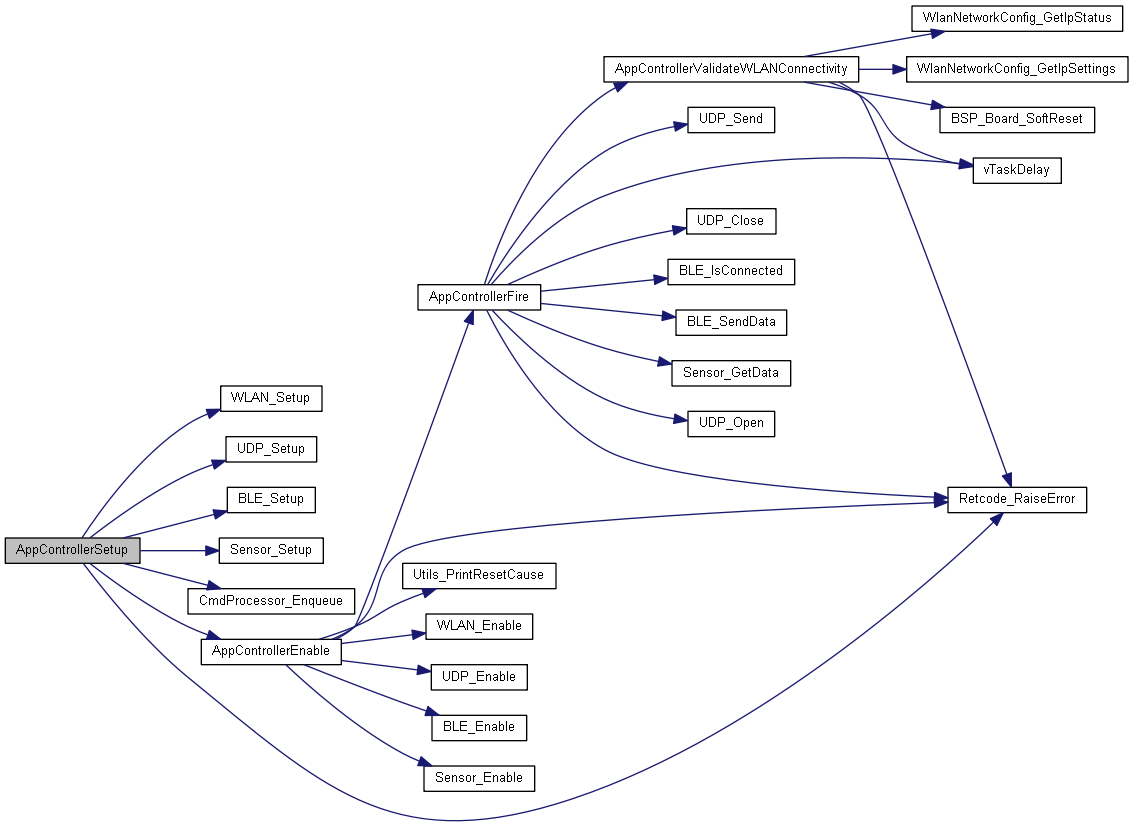 WlanNetworkConfig_GetIpStatus
AppControllerValidateWLANConnectivity
WlanNetworkConfig_GetIpSettings
UDP_Send
BSP_Board_SoftReset
vTaskDelay
UDP_Close
BLE_IsConnected
AppControllerFire
BLE_SendData
Sensor_GetData
WLAN_Setup
UDP_Open
UDP_Setup
BLE_Setup
Retcode_RaiseError
AppControllerSetup
Sensor_Setup
Utils_PrintResetCause
CmdProcessor_Enqueue
WLAN_Enable
AppControllerEnable
UDP_Enable
BLE_Enable
Sensor_Enable